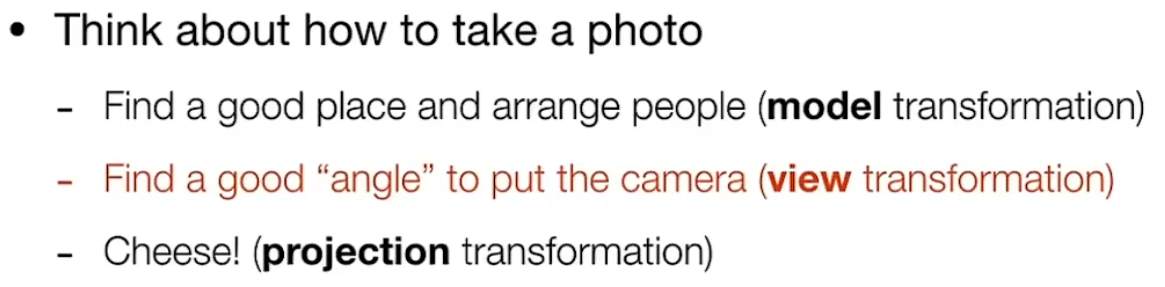 • Think about how to take a photo
- Find a good place and arrange people (model transformation)
- Find a good “angle” to put the camera (view transformation)
- Cheese! (projection transformation)